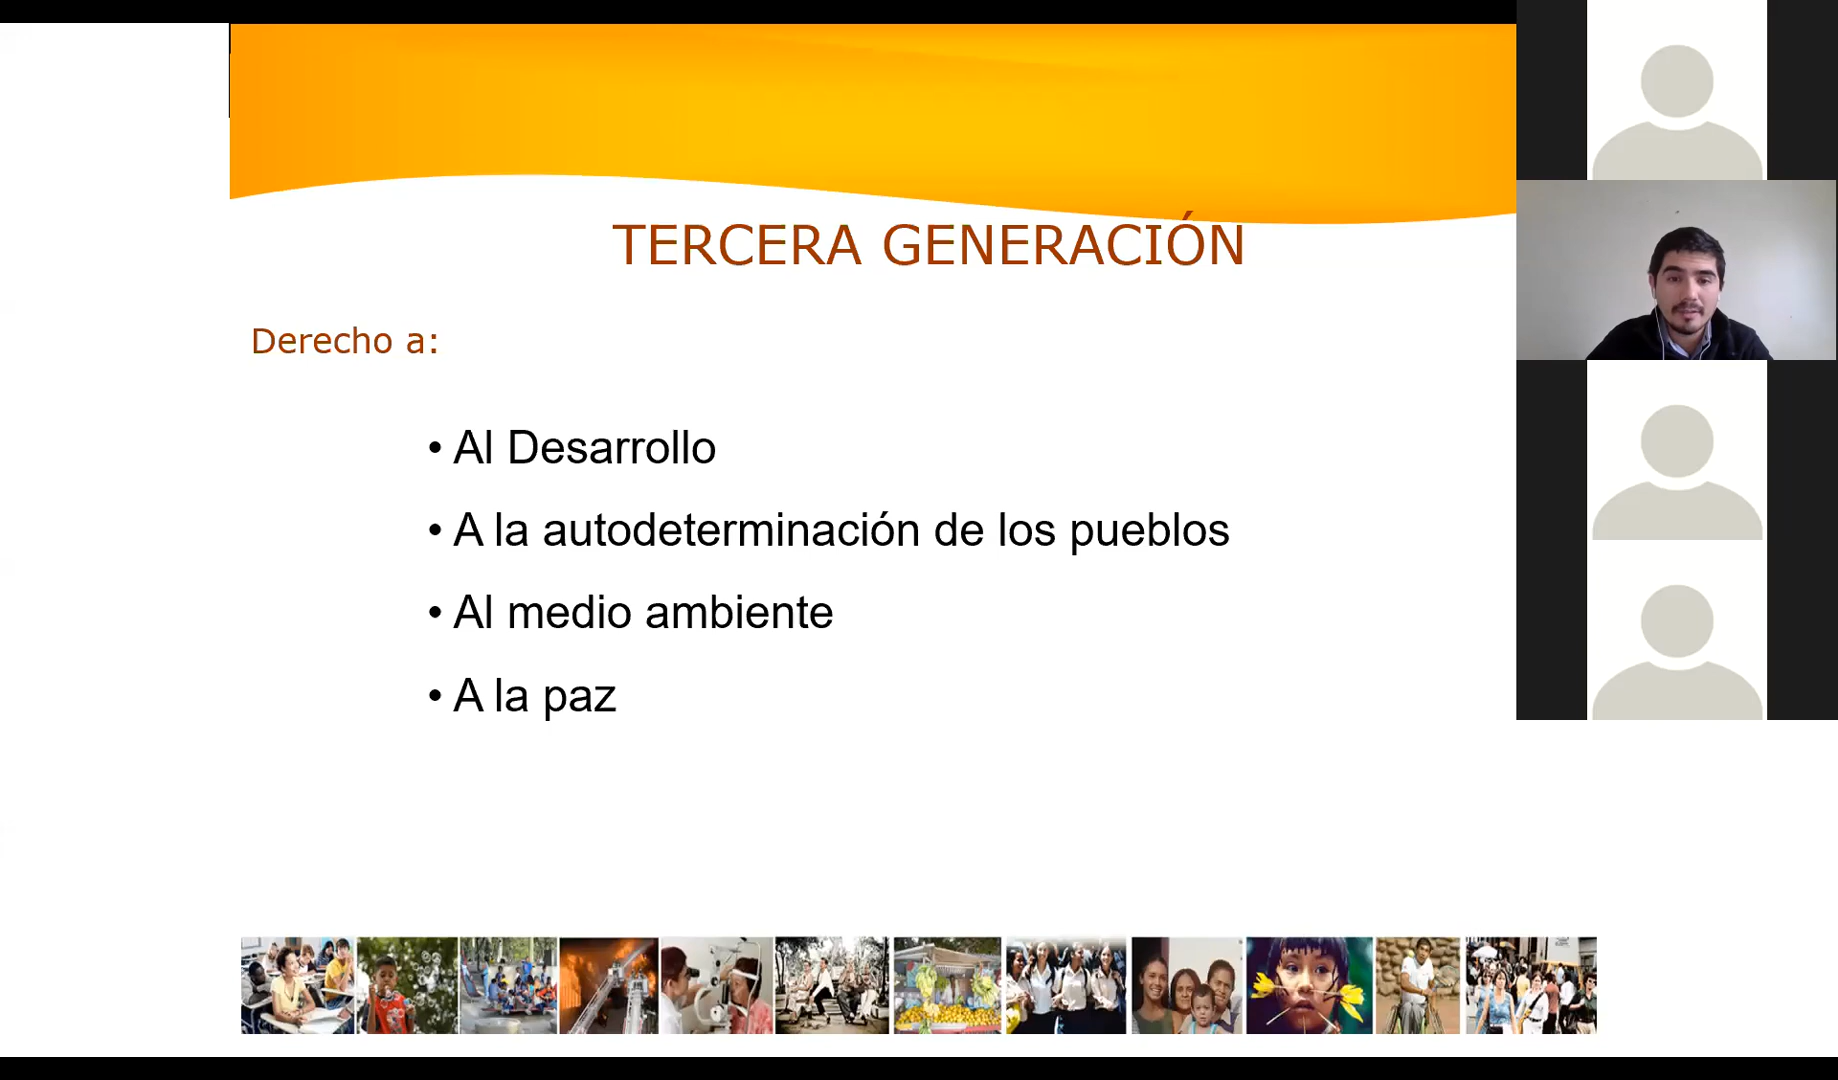 TERCERA GENERACIÓN
Derecho a:
• Al Desarrollo
• A la autodeterminación de los pueblos
• Al medio ambiente
• A la paz